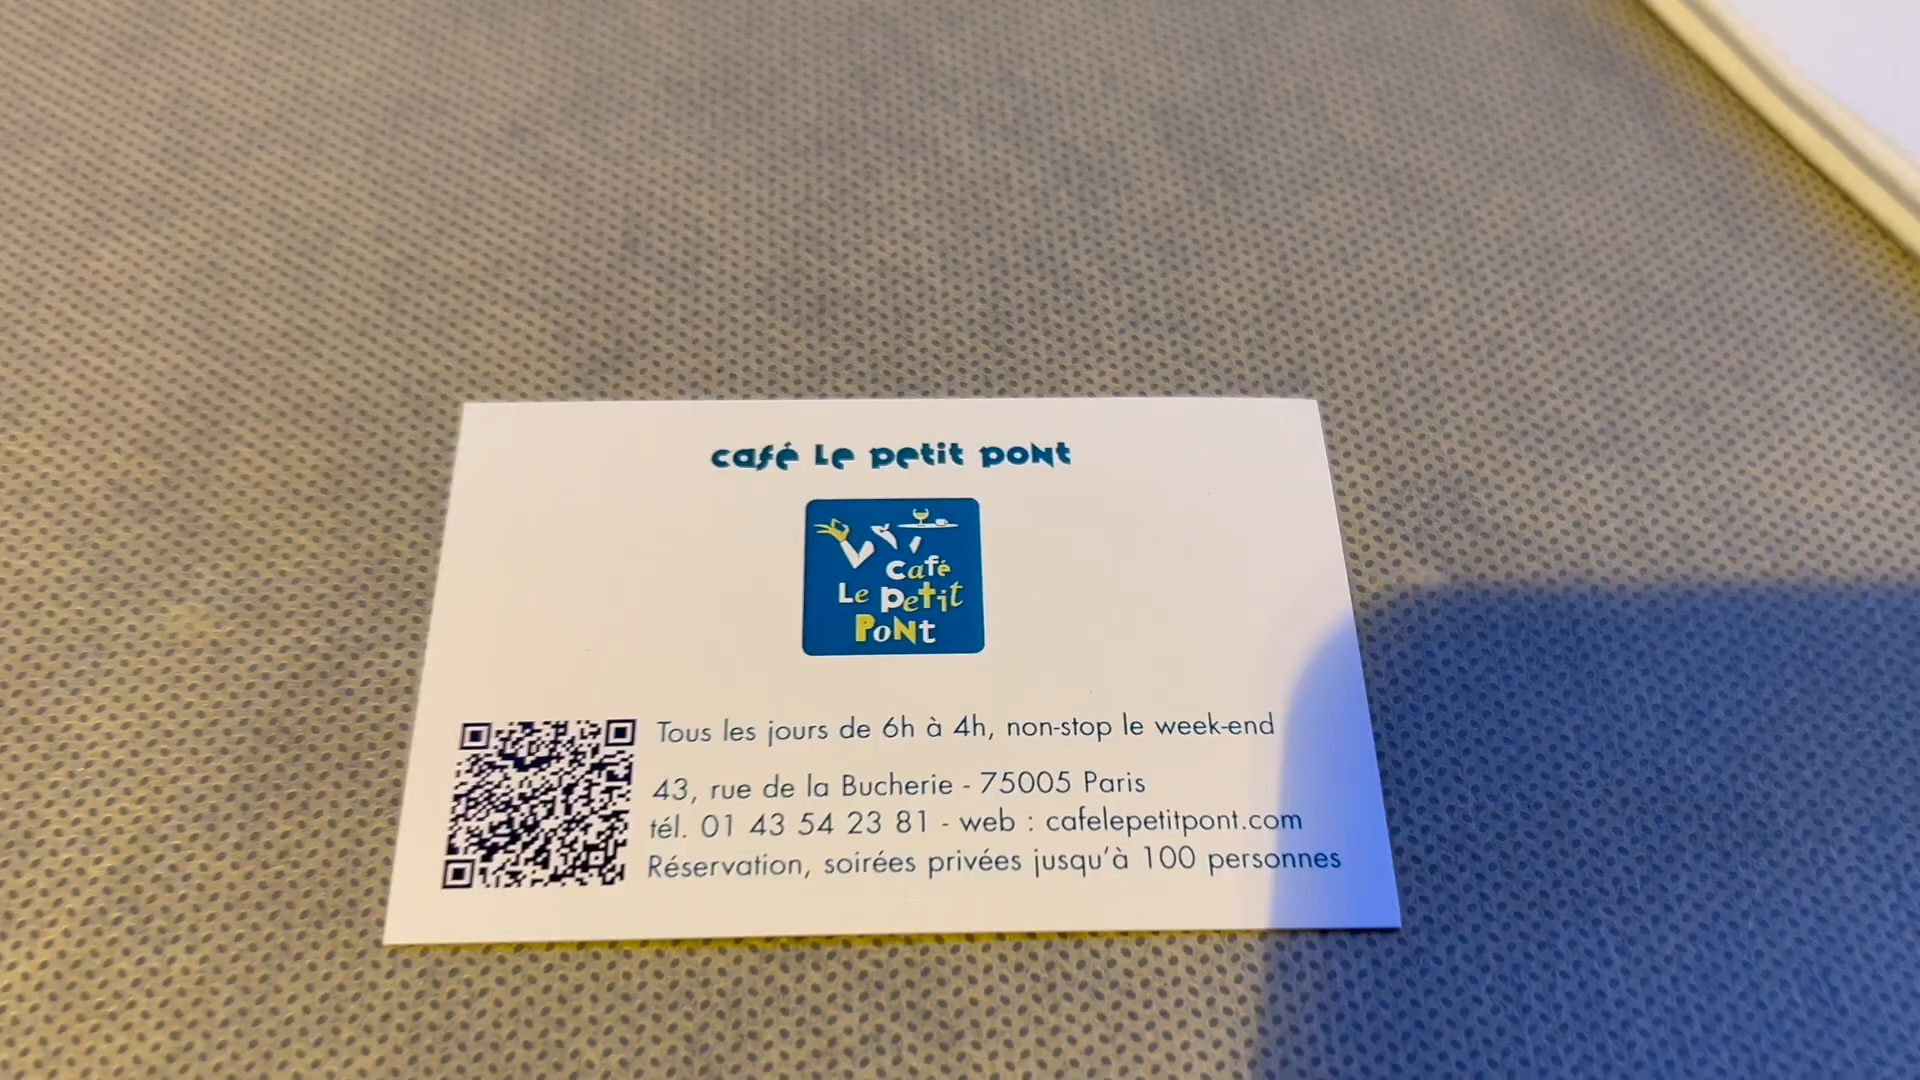 café Le petit poNt
café
Le petit
PoNt
Tous les jours de 6h à 4h, non-stop le week-end
43, rue de la Bucherie - 75005 Paris
tél. 01 43 54 23 81 - web : cafelepetitpont.com
Réservation, soirées privées jusqu'à 100 personnes